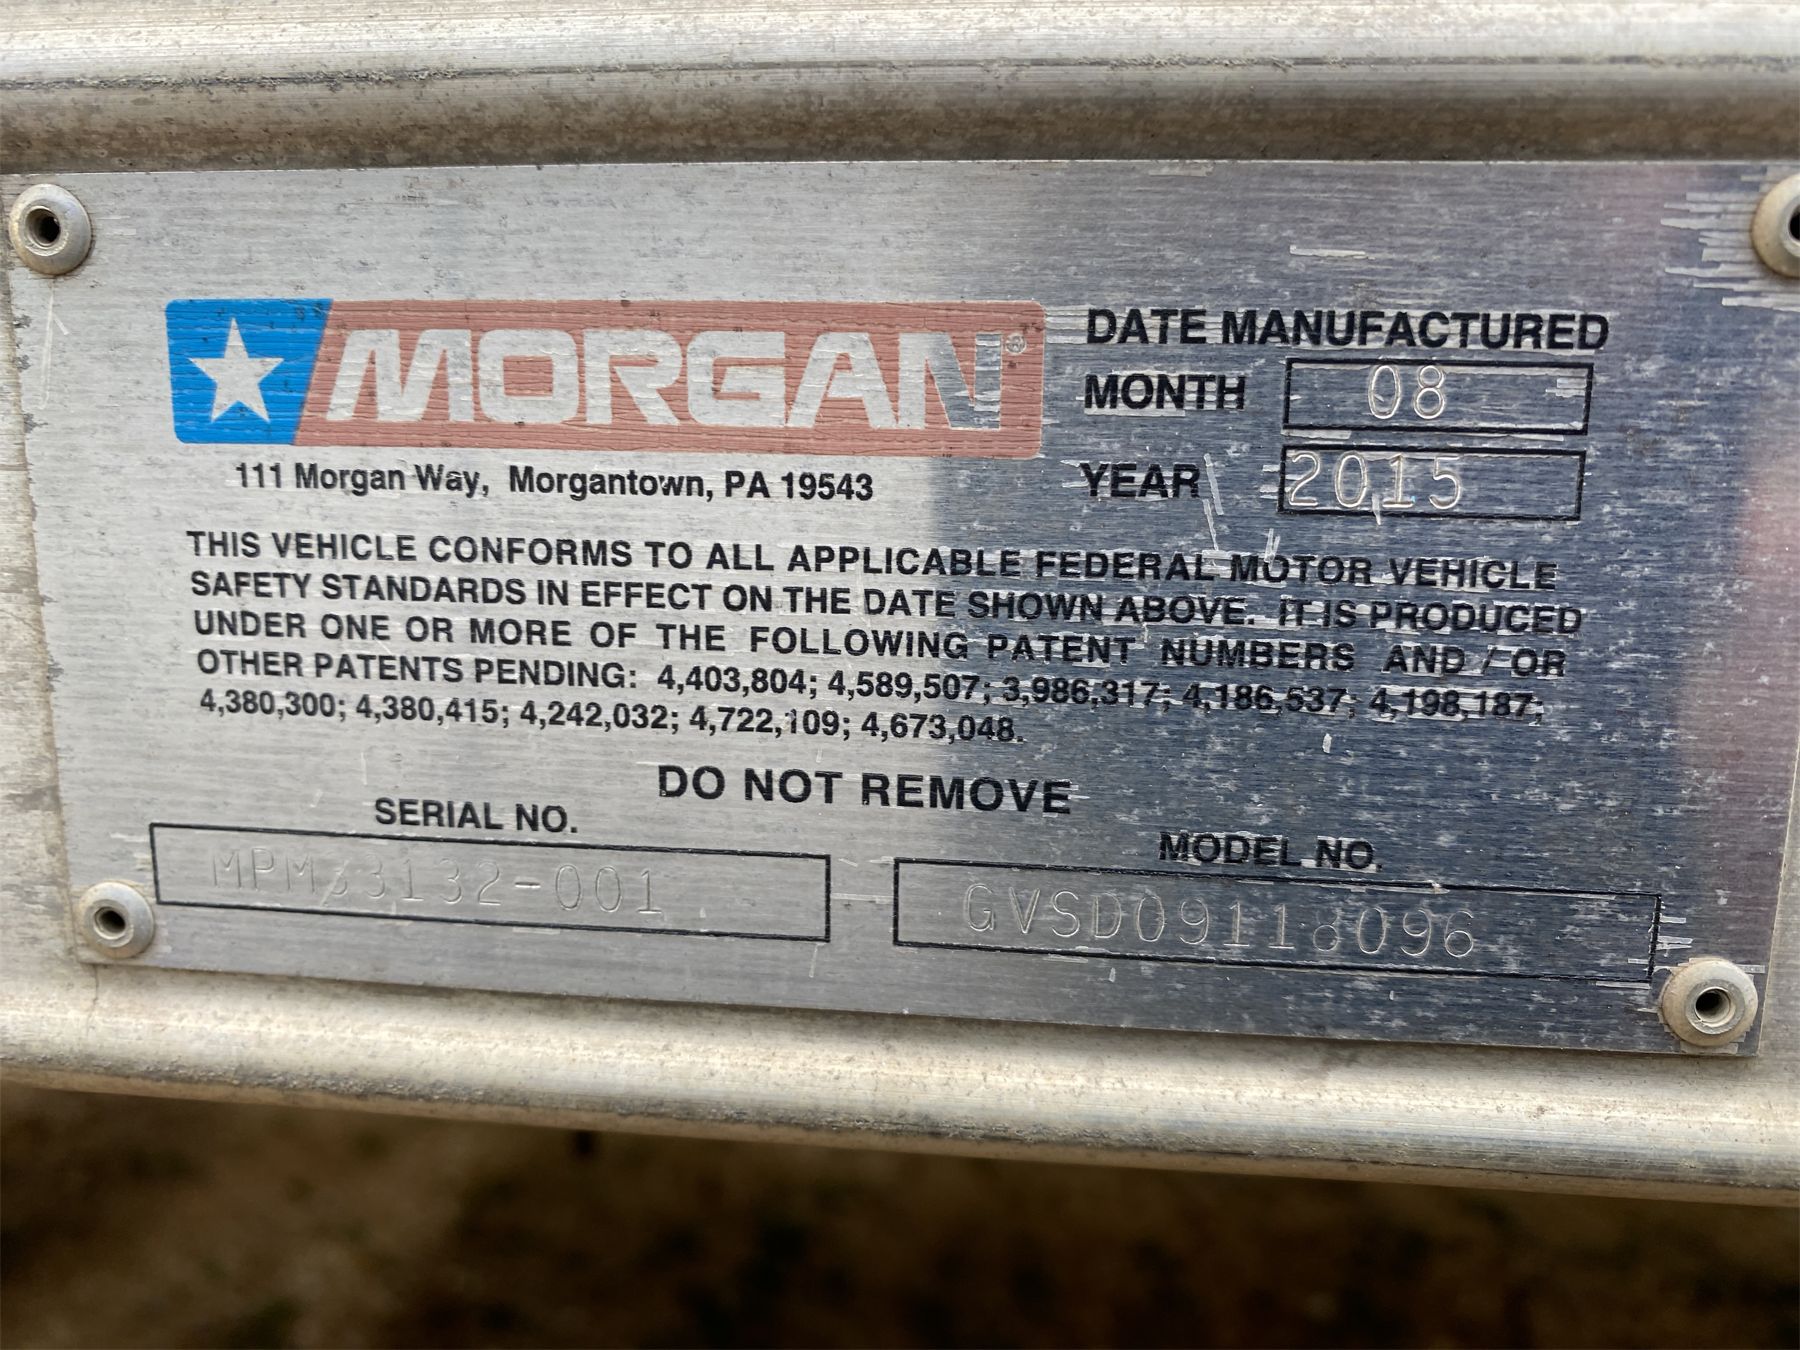 MORGAN®
111 Morgan Way, Morgantown, PA 19543
DATE MANUFACTURED
MONTH 08
YEAR 2015
THIS VEHICLE CONFORMS TO ALL APPLICABLE FEDERAL MOTOR VEHICLE
SAFETY STANDARDS IN EFFECT ON THE DATE SHOWN ABOVE. IT IS PRODUCED
UNDER ONE OR MORE OF THE FOLLOWING PATENT NUMBERS AND / OR
OTHER PATENTS PENDING: 4,403,804; 4,589,507; 3,986,317; 4,186,537; 4,198,187;
4,380,300; 4,380,415; 4,242,032; 4,722,109; 4,673,048.
DO NOT REMOVE
SERIAL NO.
MODEL NO.
GVSD09118096